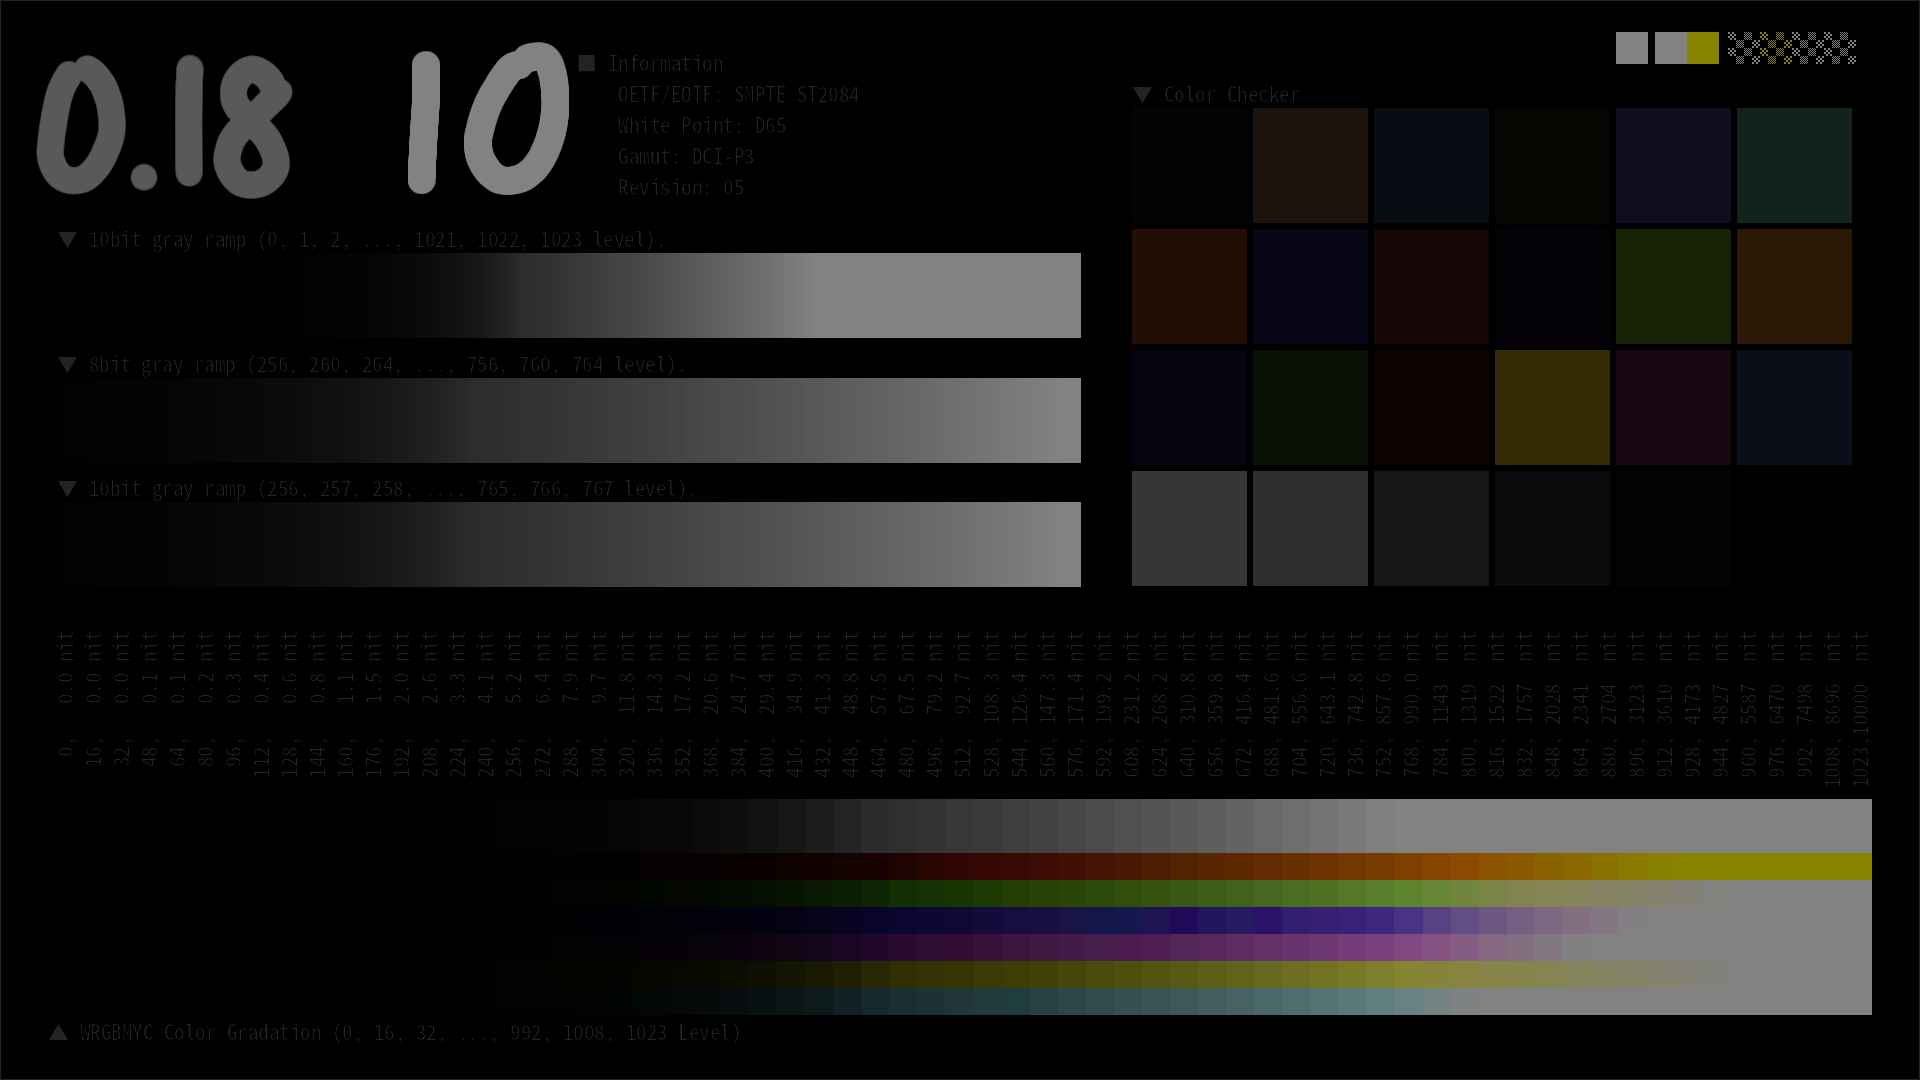 0.18 10
■ Information
OETF/EOTF: SMPTE ST2084
White Point: D65
Gamut: DCI-P3
Revision: 05
▼ Color Checker
▼ 10bit gray ramp (0, 1, 2, ..., 1021, 1022, 1023 level).
▼ 8bit gray ramp (256, 260, 264, ..., 756, 760, 764 level).
▼ 10bit gray ramp (256, 257, 258, ..., 765, 766, 767 level).
0, 0.0 nit
16, 0.0 nit
32, 0.0 nit
48, 0.1 nit
64, 0.1 nit
80, 0.2 nit
96, 0.3 nit
112, 0.4 nit
128, 0.6 nit
144, 0.8 nit
160, 1.1 nit
176, 1.5 nit
192, 2.0 nit
208, 2.6 nit
224, 3.3 nit
240, 4.1 nit
256, 5.2 nit
272, 6.4 nit
288, 7.9 nit
304, 9.7 nit
320, 11.8 nit
336, 14.3 nit
352, 17.2 nit
368, 20.6 nit
384, 24.7 nit
400, 29.4 nit
416, 34.9 nit
432, 41.3 nit
448, 48.8 nit
464, 57.5 nit
480, 67.5 nit
496, 79.2 nit
512, 92.7 nit
528, 108.3 nit
544, 126.4 nit
560, 147.3 nit
576, 171.4 nit
592, 199.2 nit
608, 231.2 nit
624, 268.2 nit
640, 310.8 nit
656, 359.8 nit
672, 416.4 nit
688, 481.6 nit
704, 556.6 nit
720, 643.1 nit
736, 742.8 nit
752, 857.6 nit
768, 990.0 nit
784, 1143 nit
800, 1319 nit
816, 1522 nit
832, 1757 nit
848, 2028 nit
864, 2341 nit
880, 2704 nit
896, 3123 nit
912, 3610 nit
928, 4173 nit
944, 4827 nit
960, 5587 nit
976, 6470 nit
992, 7498 nit
1008, 8696 nit
1023,10000 nit
▲ WRGBMYC Color Gradation (0, 16, 32, ..., 992, 1008, 1023 Level)